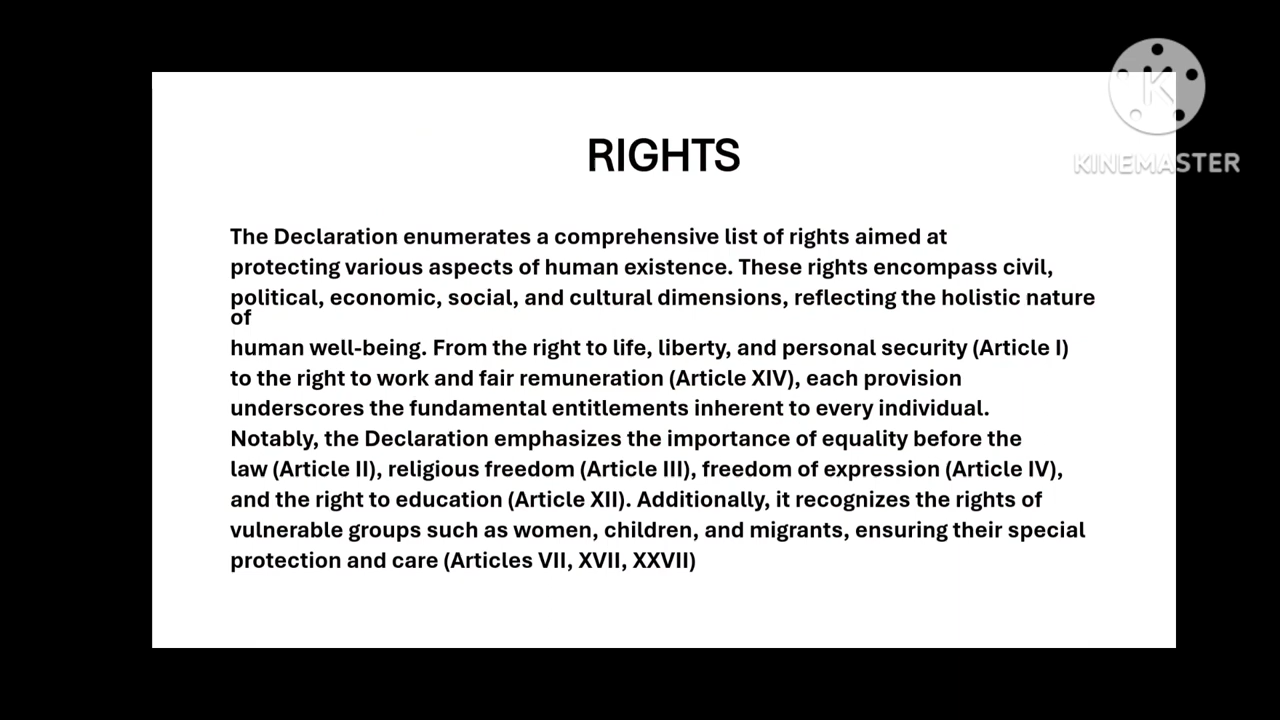 KINEMASTER
RIGHTS
The Declaration enumerates a comprehensive list of rights aimed at
protecting various aspects of human existence. These rights encompass civil,
political, economic, social, and cultural dimensions, reflecting the holistic nature
of
human well-being. From the right to life, liberty, and personal security (Article I)
to the right to work and fair remuneration (Article XIV), each provision
underscores the fundamental entitlements inherent to every individual.
Notably, the Declaration emphasizes the importance of equality before the
law (Article II), religious freedom (Article III), freedom of expression (Article IV),
and the right to education (Article XII). Additionally, it recognizes the rights of
vulnerable groups such as women, children, and migrants, ensuring their special
protection and care (Articles VII, XVII, XXVII)